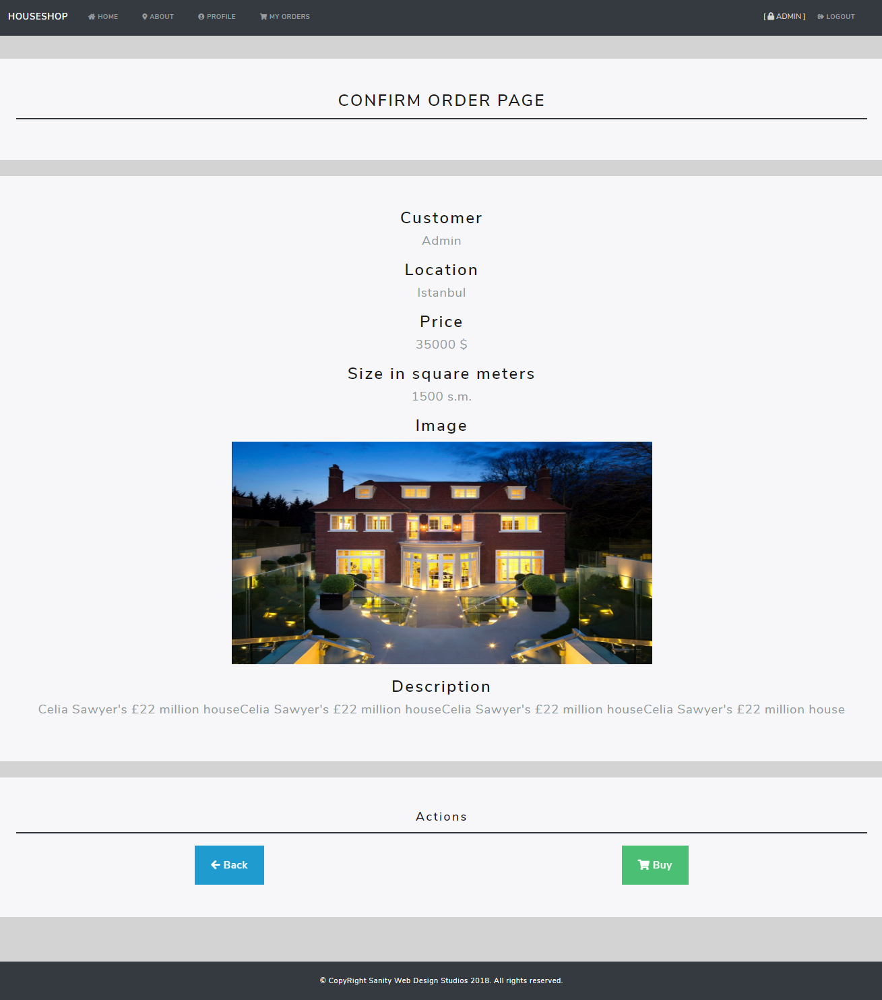 HOUSESHOP HOME ABOUT PROFILE MY ORDERS [ ADMIN ] LOGOUT
CONFIRM ORDER PAGE
Customer
Admin
Location
Istanbul
Price
35000 $
Size in square meters
1500 s.m.
Image
Description
Celia Sawyer's £22 million houseCelia Sawyer's £22 million houseCelia Sawyer's £22 million houseCelia Sawyer's £22 million house
Actions
Back Buy
© CopyRight Sanity Web Design Studios 2018. All rights reserved.